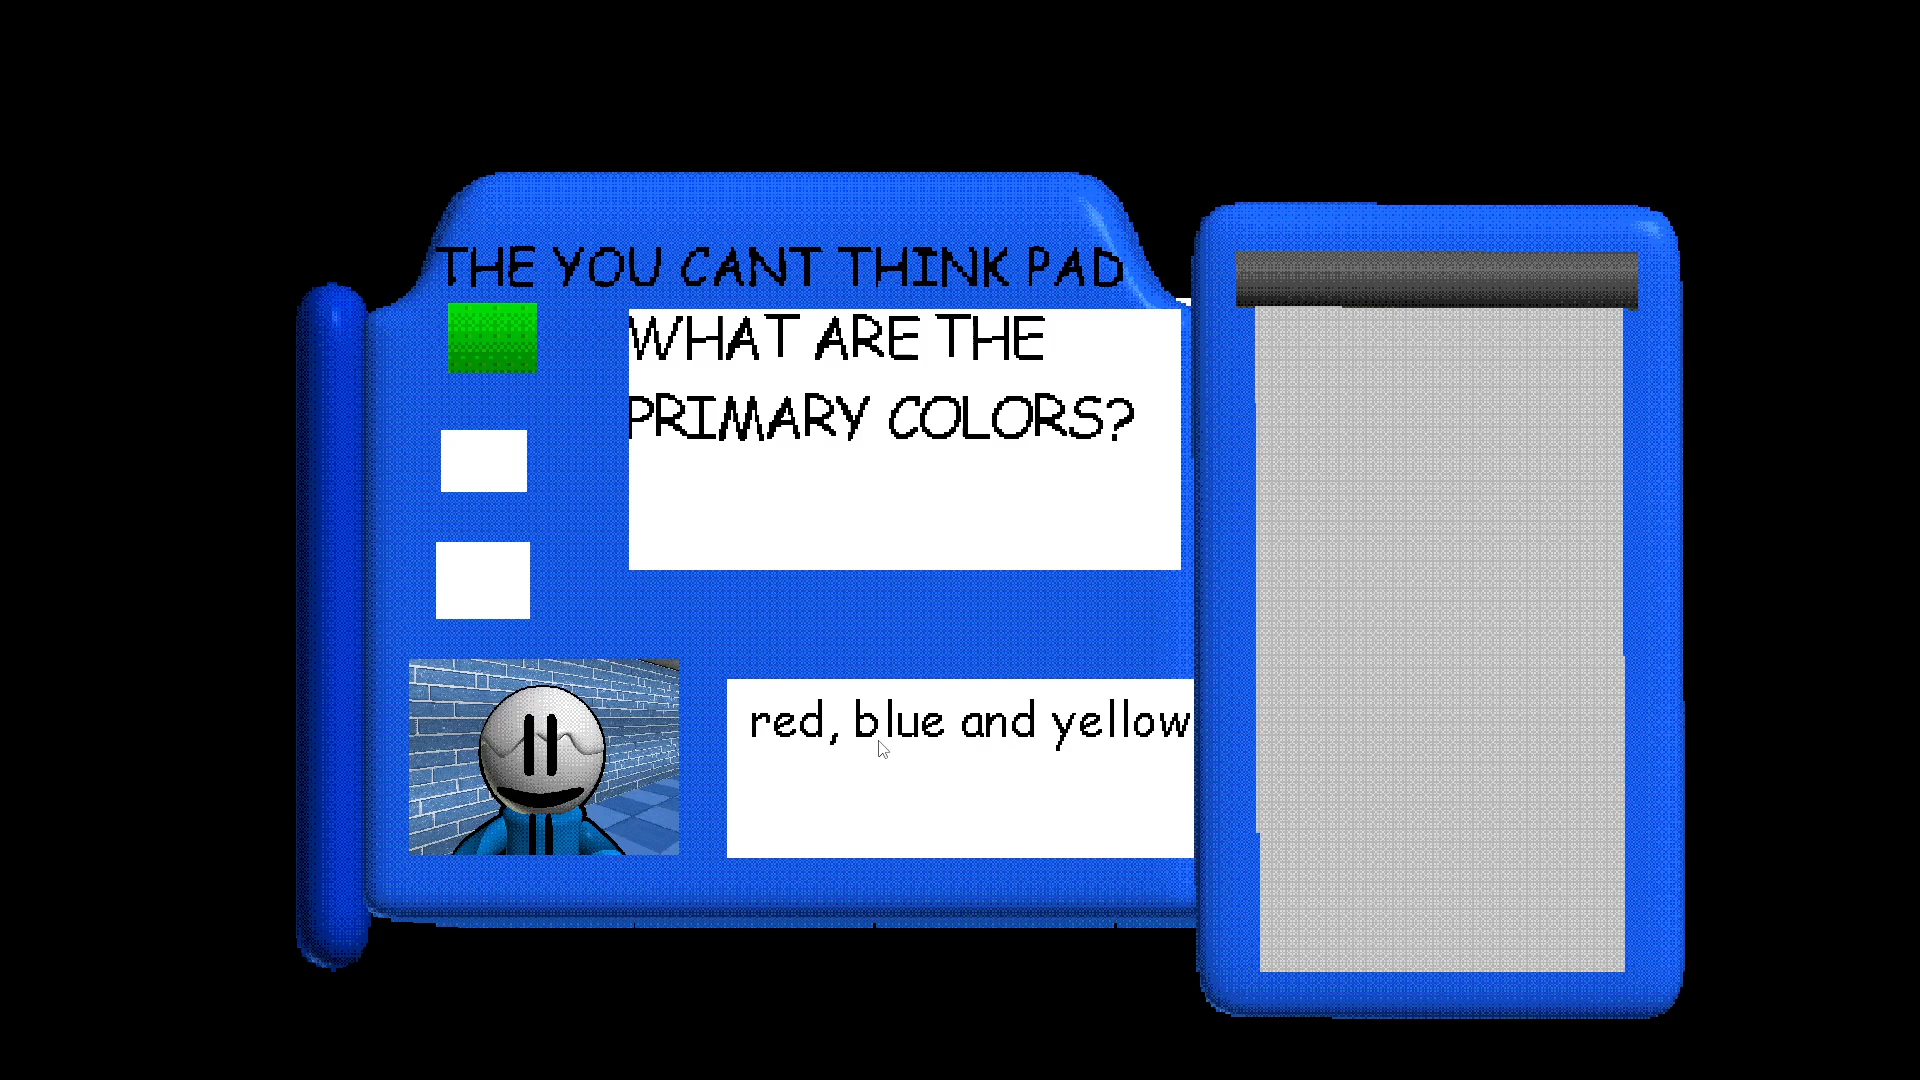 THE YOU CANT THINK PAD
WHAT ARE THE
PRIMARY COLORS?
red, blue and yellow